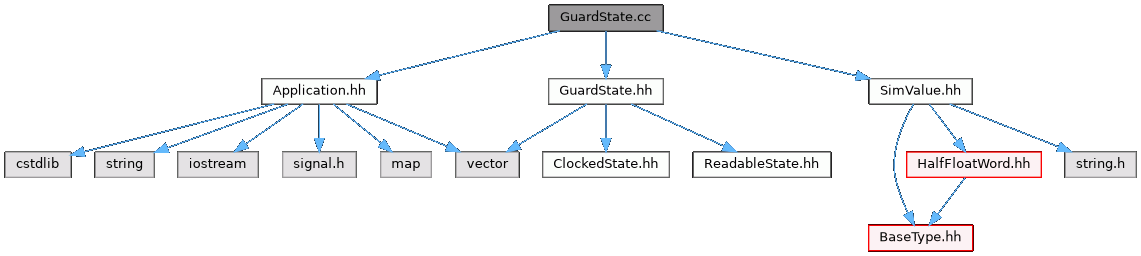 GuardState.cc
Application.hh
GuardState.hh
SimValue.hh
cstdlib
string
iostream
signal.h
map
vector
ClockedState.hh
ReadableState.hh
HalfFloatWord.hh
string.h
BaseType.hh